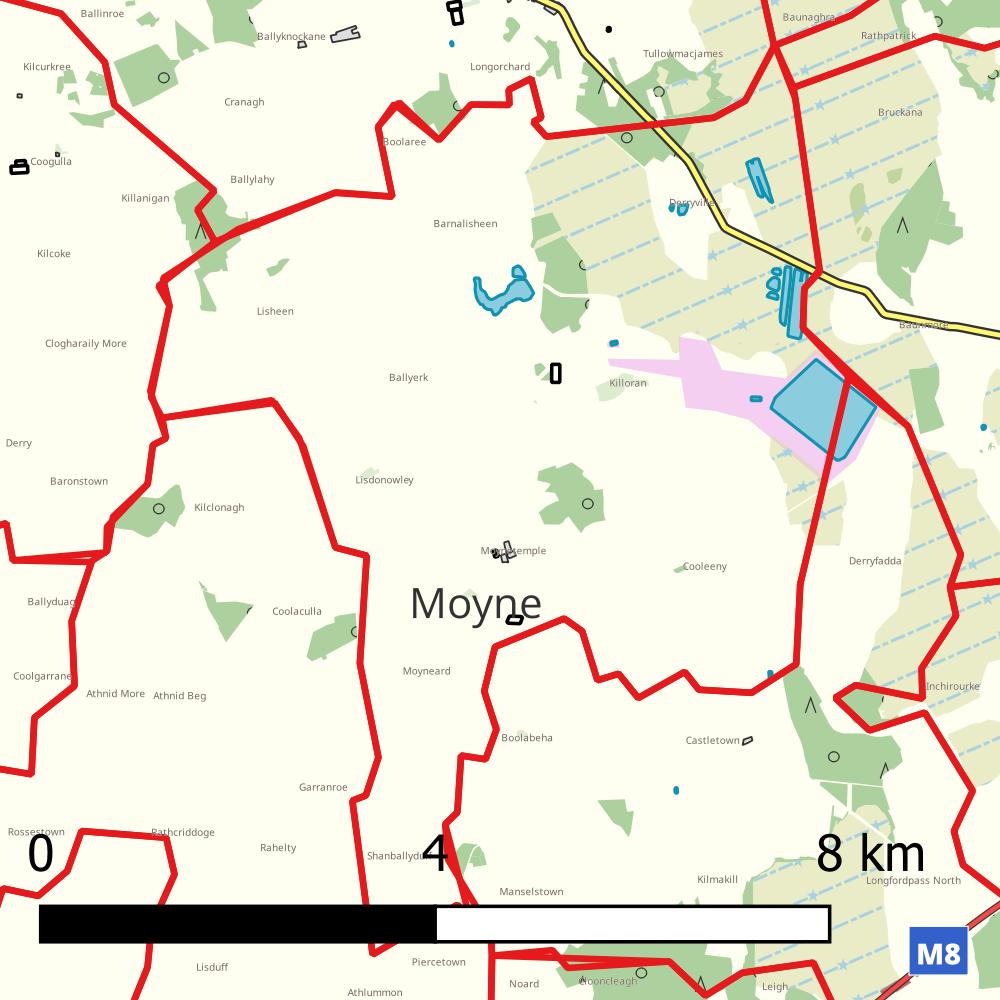 Ballinroe
Baunaghra
Ballyknockane
Rathpatrick
Tullowmacjames
Kilcurkree
Longorchard
Cranagh
Bruckana
Boolaree
Coogulla
Ballylahy
Killanigan
Derryville
Barnalisheen
Kilcoke
Lisheen
Baunmore
Clogharaily More
Ballyerk
Killoran
Derry
Baronstown
Lisdonowley
Kilclonagh
Moynetemple
Derryfadda
Cooleeny
Ballyduag
Moyne
Coolaculla
Moyneard
Coolgarrane
Inchirourke
Athnid More
Athnid Beg
Boolabeha
Castletown
Garranroe
Rossestown
Rathcriddoge
Rahelty
Shanballyduff
0
4
8 km
Kilmakill
Longfordpass North
Manselstown
M8
Piercetown
Lisduff
Noard
Cooncleagh
Leigh
Athlummon